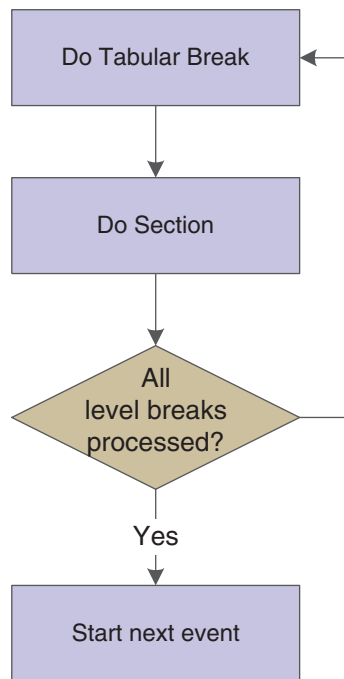 Do Tabular Break
Do Section
All
level breaks
processed?
Yes
Start next event